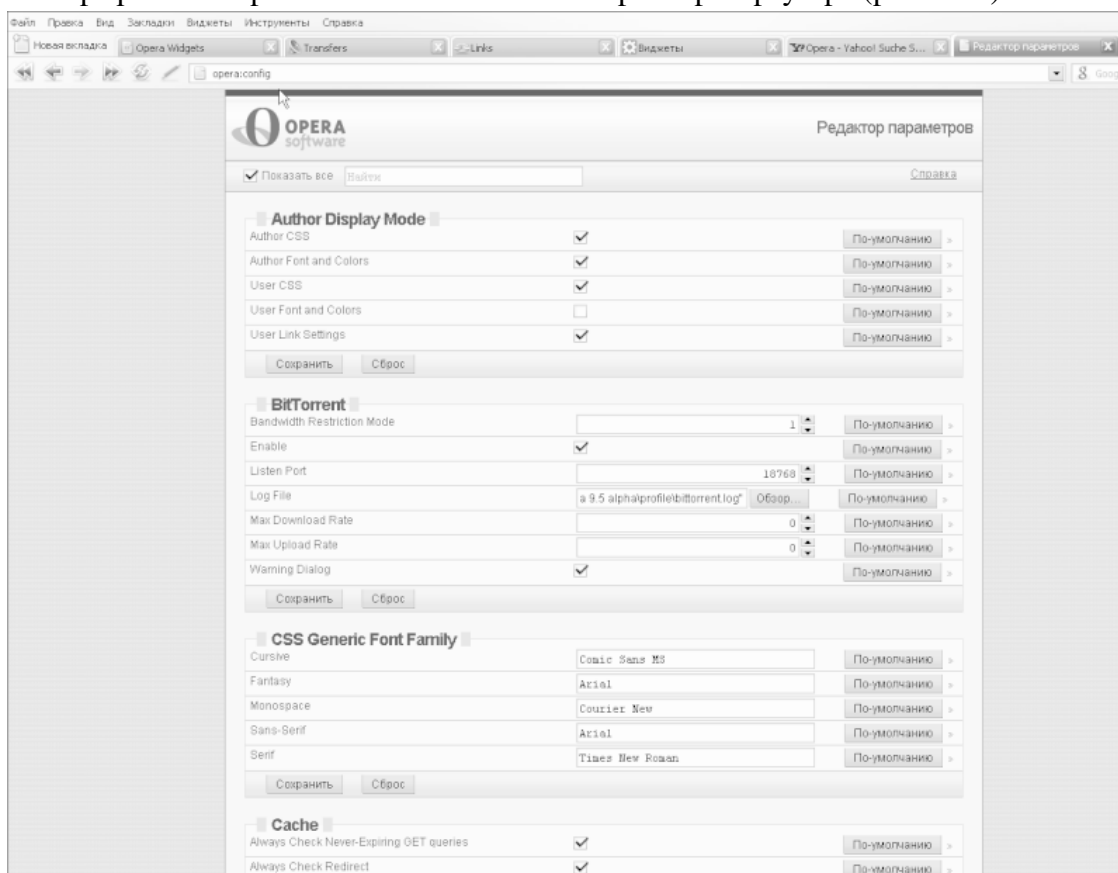 Файл Правка Вид Закладки Виджеты Инструменты Справка
Новая вкладка Opera Widgets Transfers Links Виджеты Opera - Yahoo! Suche S... Редактор параметров
opera:config
OPERA software Редактор параметров
Показать все Найти Справка
Author Display Mode
Author CSS По-умолчанию »
Author Font and Colors По-умолчанию »
User CSS По-умолчанию »
User Font and Colors По-умолчанию »
User Link Settings По-умолчанию »
Сохранить Сброс
BitTorrent
Bandwidth Restriction Mode 1 По-умолчанию »
Enable По-умолчанию »
Listen Port 18768 По-умолчанию »
Log File a 9.5 alpha\profile\bittorrent.log" Обзор... По-умолчанию »
Max Download Rate 0 По-умолчанию »
Max Upload Rate 0 По-умолчанию »
Warning Dialog По-умолчанию »
Сохранить Сброс
CSS Generic Font Family
Cursive Comic Sans MS По-умолчанию »
Fantasy Arial По-умолчанию »
Monospace Courier New По-умолчанию »
Sans-Serif Arial По-умолчанию »
Serif Times New Roman По-умолчанию »
Сохранить Сброс
Cache
Always Check Never-Expiring GET queries По-умолчанию »
Always Check Redirect По-умолчанию »